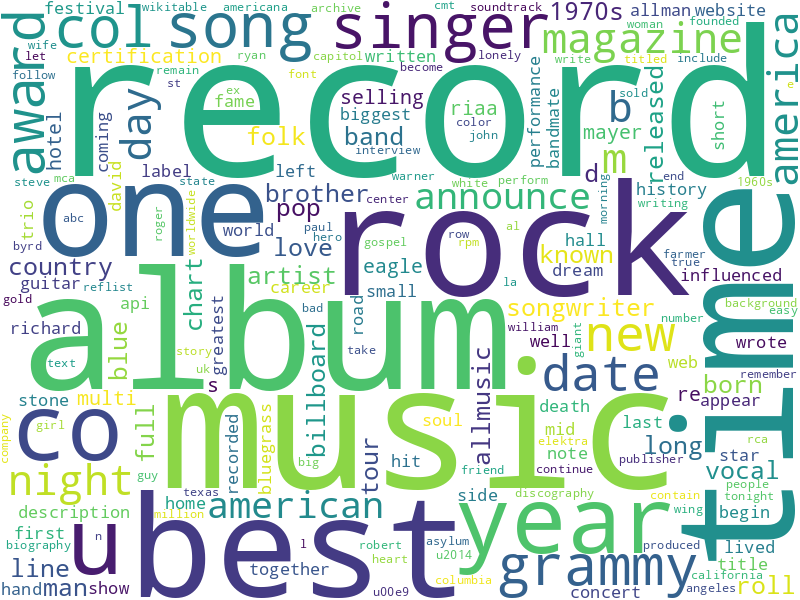 festival
wikitable
americana
archive
cmt
soundtrack
woman
founded
col
song
singer
1970s
allman
website
wife
ryan
capitol
lonely
write
titled
include
let
remain
written
become
magazine
certification
follow
font
st
award
record
time
america
day
hotel
coming
ex
fame
selling
biggest
riaa
color
john
performance
bandmate
b
sold
e
released
short
folk
band
interview
mayer
m
steve
mca
label
state
left
warner
perform
d
end
1960s
david
trio
one
brother
white
announce
history
morning
writing
abc
roger
worldwide
pop
center
rock
byrd
world
paul
hero
gospel
row
rpm
al
known
hall
farmer
true
country
love
eagle
la
dream
influenced
guitar
reflist
artist
career
small
gold
api
chart
greatest
bad
road
songwriter
background
easy
richard
album
william
giant
new
number
wrote
blue
text
story
uk
take
well
web
remember
s
billboard
allmusic
date
re
born
appear
stone
multi
music
company
girl
co
full
recorded
bluegrass
soul
death
last
mid
elektra
long
hit
note
continue
publisher
star
rca
guy
big
tour
friend
vocal
night
home
texas
side
discography
contain
people
tonight
million
american
year
wing
begin
description
u
best
first
l
asylum
robert
u2014
grammy
lived
produced
california
biography
n
line
together
heart
title
angeles
hand
man
show
u00e9
columbia
concert
roll